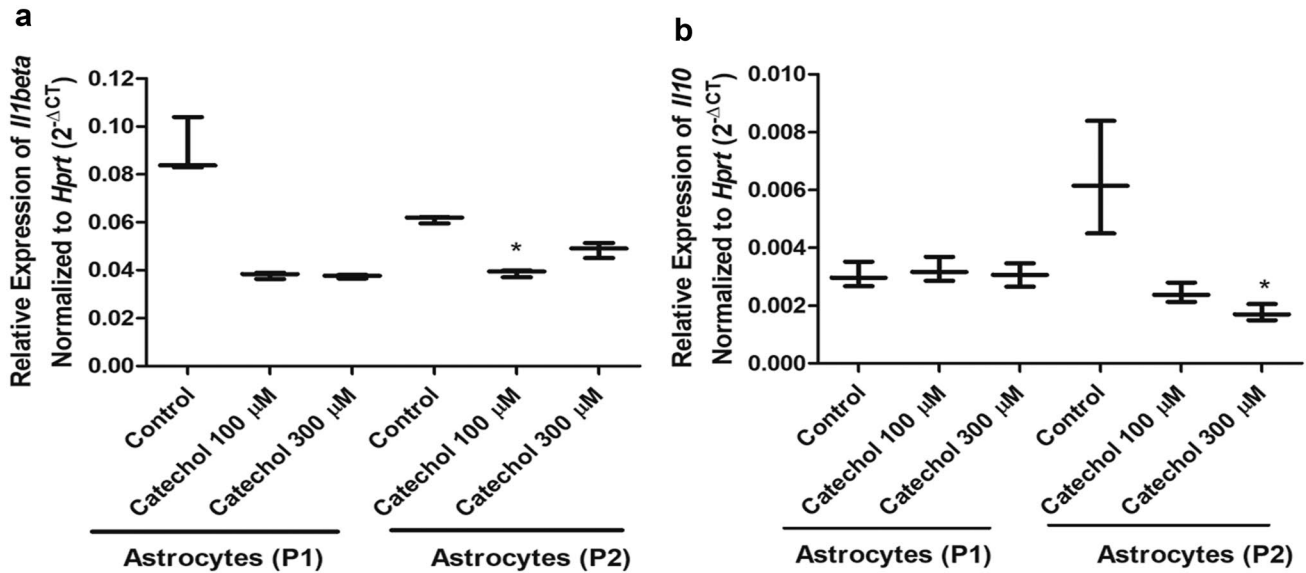 a
Relative Expression of Il1beta
Normalized to Hprt (2-ΔCT)
0.12
0.10
0.08
0.06
0.04
0.02
0.00
*
Control
Catechol 100 µM
Catechol 300 µM
Control
Catechol 100 µM
Catechol 300 µM
Astrocytes (P1)
Astrocytes (P2)
b
Relative Expression of Il10
Normalized to Hprt (2-ΔCT)
0.010
0.008
0.006
0.004
0.002
0.000
*
Control
Catechol 100 µM
Catechol 300 µM
Control
Catechol 100 µM
Catechol 300 µM
Astrocytes (P1)
Astrocytes (P2)